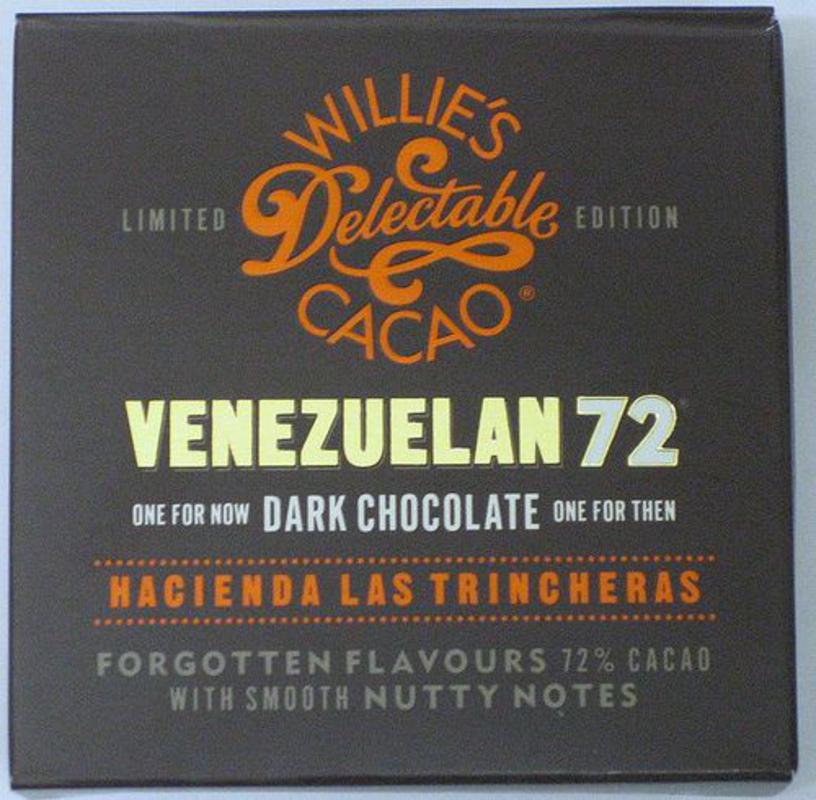 WILLIE'S
LIMITED Delectable EDITION
CACAO®
VENEZUELAN 72
ONE FOR NOW DARK CHOCOLATE ONE FOR THEN
HACIENDA LAS TRINCHERAS
FORGOTTEN FLAVOURS 72% CACAO
WITH SMOOTH NUTTY NOTES